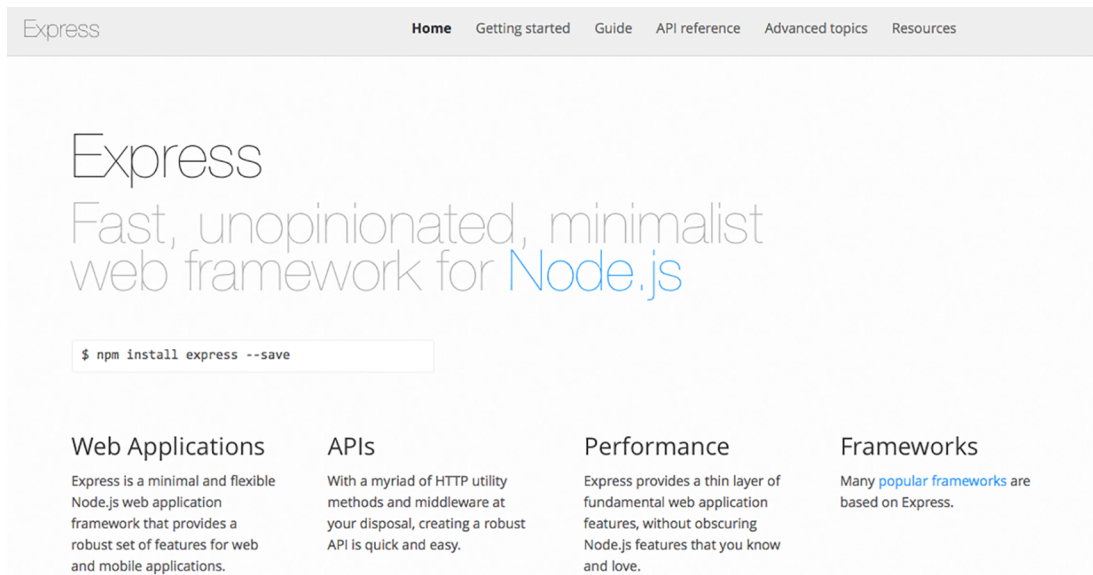 Express
Home Getting started Guide API reference Advanced topics Resources
Express
Fast, unopinionated, minimalist
web framework for Node.js
$ npm install express --save
Web Applications
Express is a minimal and flexible
Node.js web application
framework that provides a
robust set of features for web
and mobile applications.
APIs
With a myriad of HTTP utility
methods and middleware at
your disposal, creating a robust
API is quick and easy.
Performance
Express provides a thin layer of
fundamental web application
features, without obscuring
Node.js features that you know
and love.
Frameworks
Many popular frameworks are
based on Express.